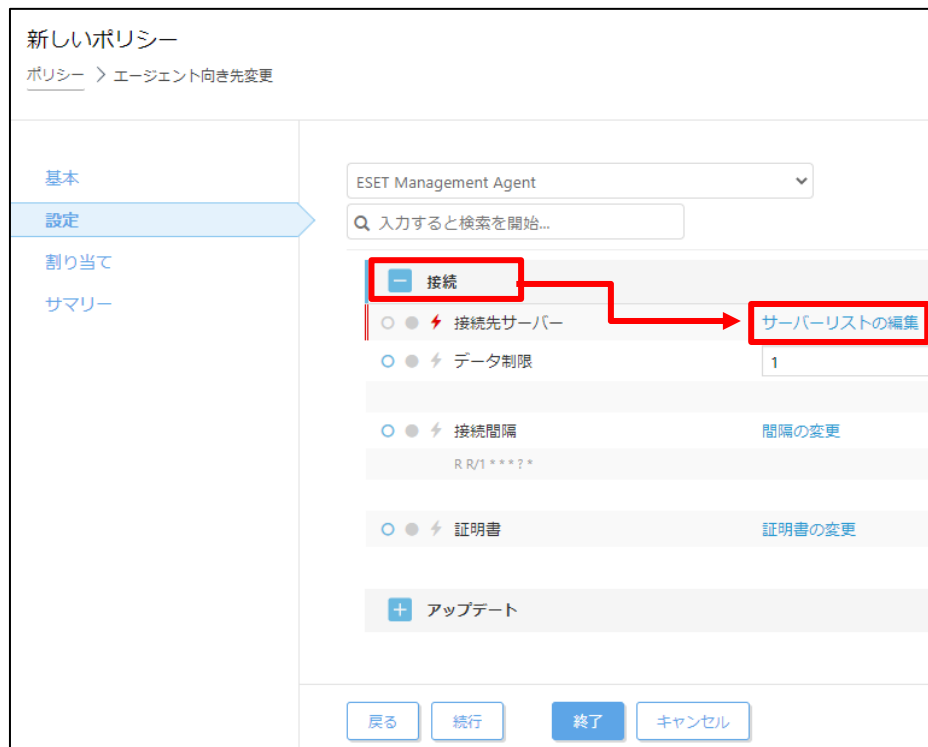 新しいポリシー
ポリシー > エージェント向き先変更
基本
設定
割り当て
サマリー
ESET Management Agent
入力すると検索を開始...
接続
接続先サーバー サーバーリストの編集
データ制限 1
接続間隔 間隔の変更
R R/1 * * * ? *
証明書 証明書の変更
アップデート
戻る 続行 終了 キャンセル